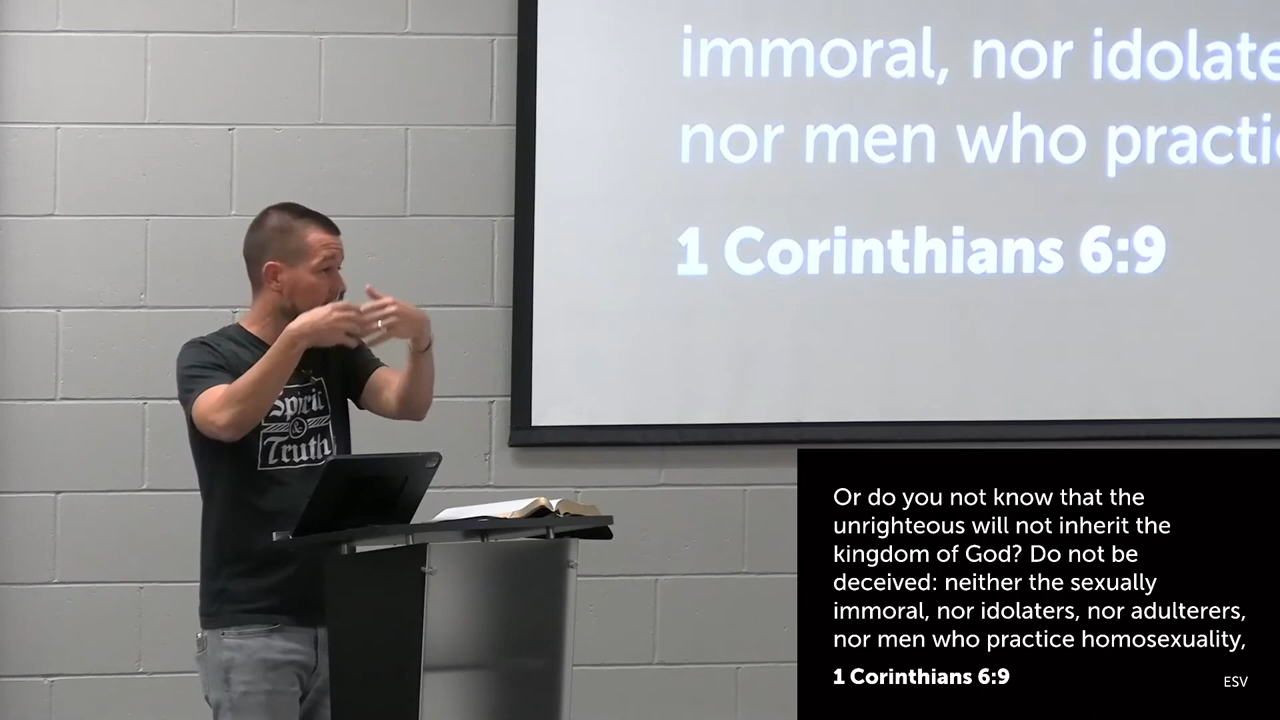 immoral, nor idolate
nor men who practi
1 Corinthians 6:9
Spirit
&
Truth
Or do you not know that the
unrighteous will not inherit the
kingdom of God? Do not be
deceived: neither the sexually
immoral, nor idolaters, nor adulterers,
nor men who practice homosexuality,
1 Corinthians 6:9
ESV